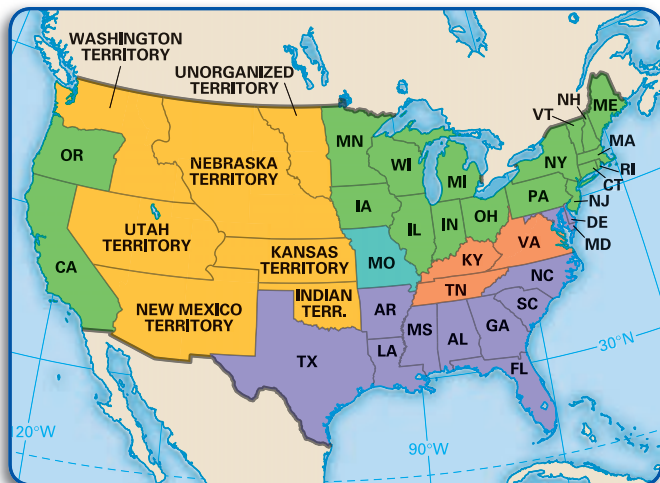 WASHINGTON
TERRITORY
UNORGANIZED
TERRITORY
NH
VT
ME
OR
MN
WI
MI
NY
MA
RI
CT
NEBRASKA
TERRITORY
IA
IL
IN
OH
PA
NJ
DE
MD
UTAH
TERRITORY
CA
KANSAS
TERRITORY
MO
KY
VA
NEW MEXICO
TERRITORY
INDIAN
TERR.
TN
NC
AR
SC
MS
AL
GA
TX
LA
FL
30°N
120°W
90°W